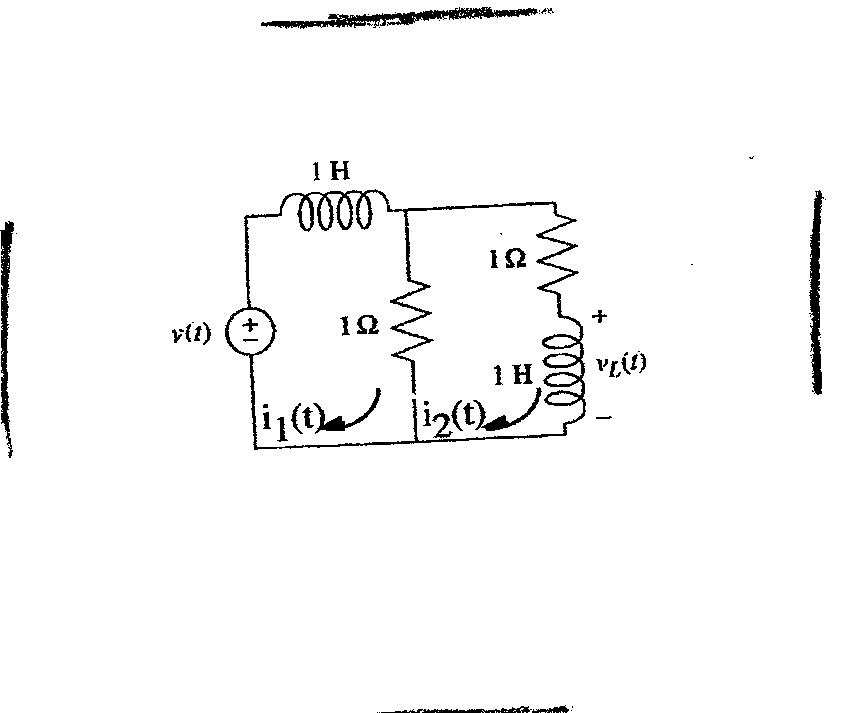 1 H
1 Ω
+
v(t)
+
−
1 Ω
1 H
v_L(t)
i_1(t)
i_2(t)
−